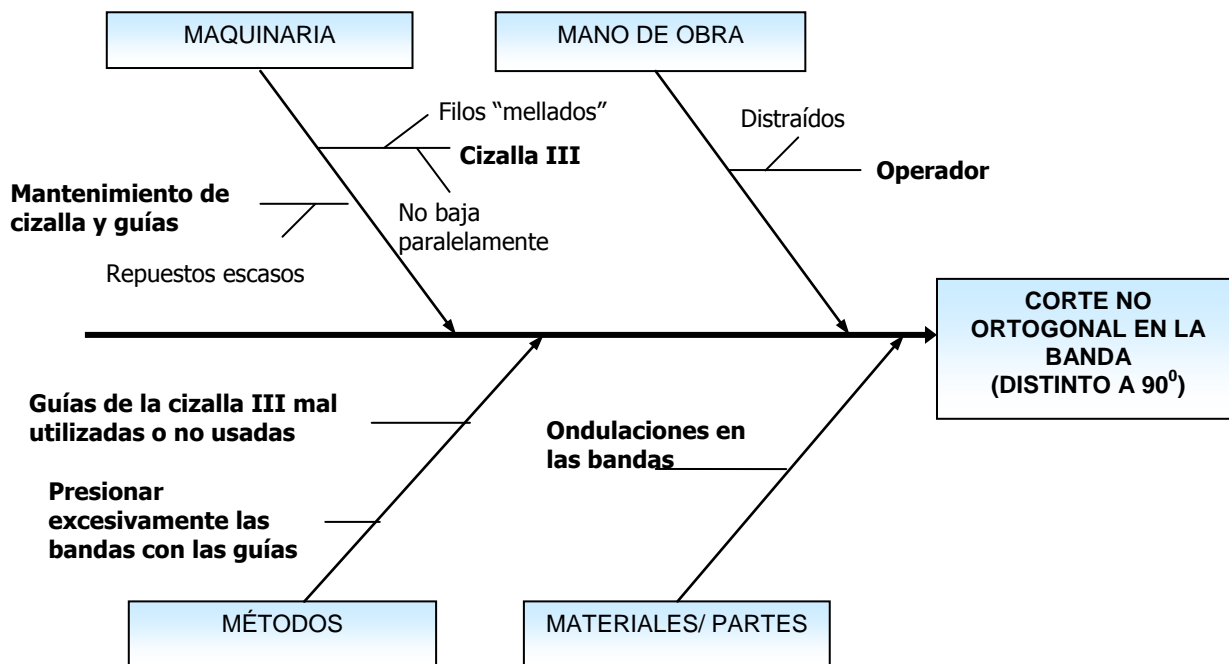 MAQUINARIA
MANO DE OBRA
Filos “mellados”
Cizalla III
Distraídos
Operador
Mantenimiento de
cizalla y guías
No baja
paralelamente
Repuestos escasos
CORTE NO
ORTOGONAL EN LA
BANDA
(DISTINTO A 90⁰)
Guías de la cizalla III mal
utilizadas o no usadas
Ondulaciones en
las bandas
Presionar
excesivamente las
bandas con las guías
MÉTODOS
MATERIALES/ PARTES